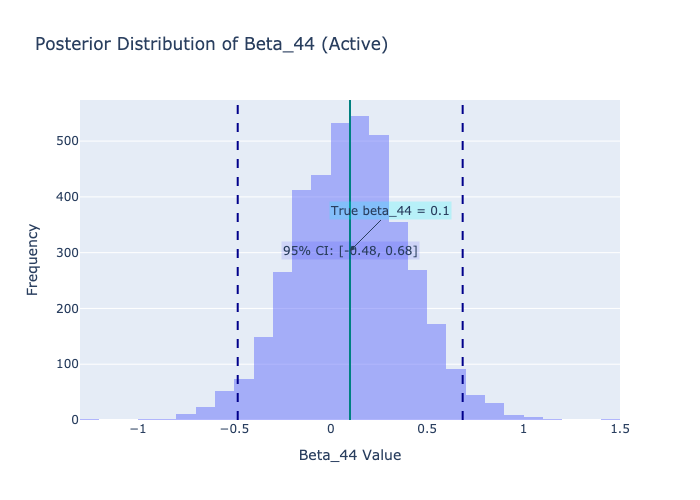 Posterior Distribution of Beta_44 (Active)
500
400
300
200
100
0
Frequency
True beta_44 = 0.1
95% CI: [-0.48, 0.68]
−1
−0.5
0
0.5
1
1.5
Beta_44 Value